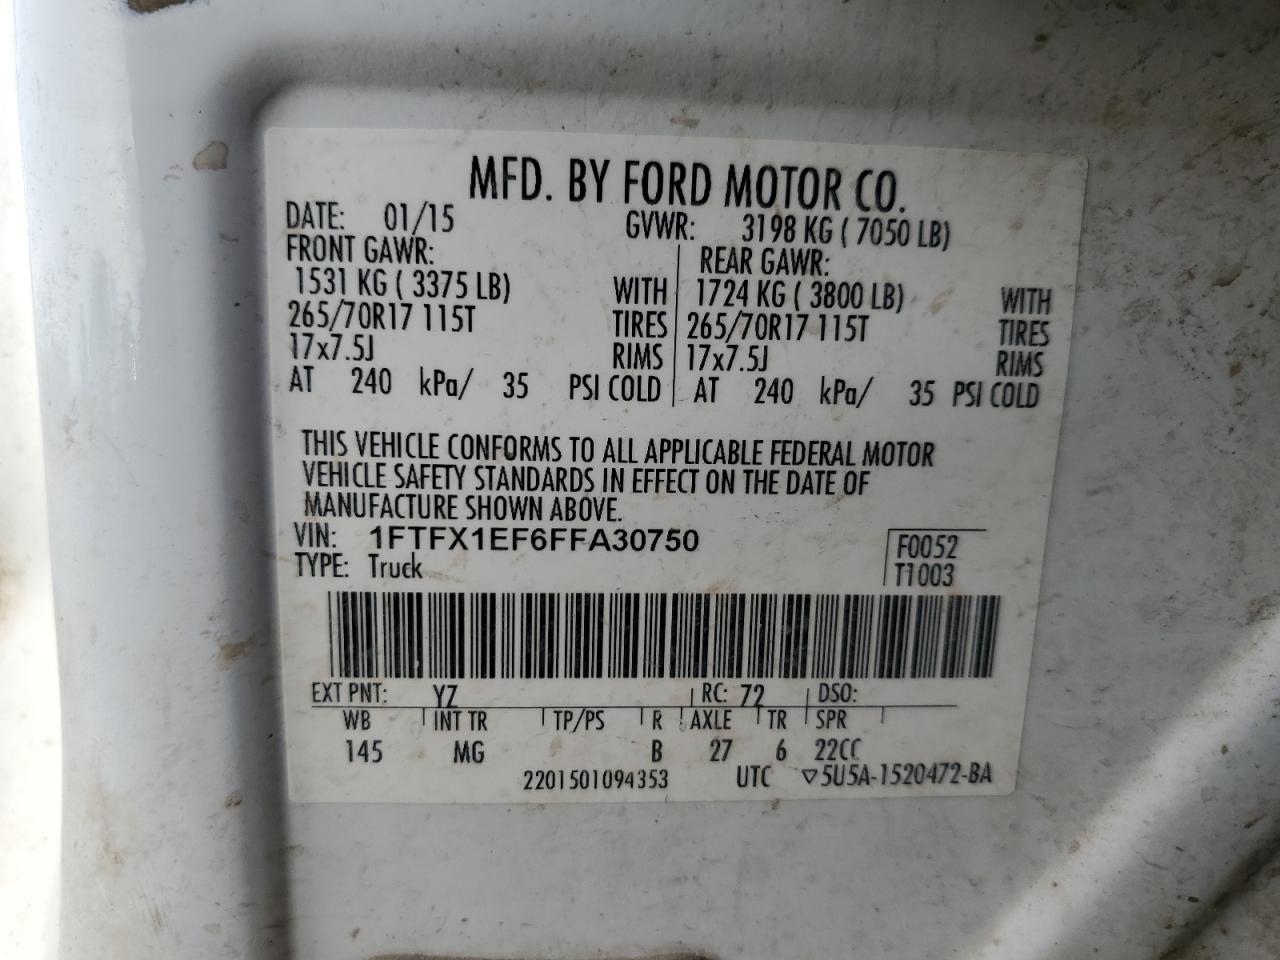 MFD. BY FORD MOTOR CO.
DATE: 01/15 GVWR: 3198 KG ( 7050 LB)
FRONT GAWR: REAR GAWR:
1531 KG ( 3375 LB) WITH 1724 KG ( 3800 LB) WITH
265/70R17 115T TIRES 265/70R17 115T TIRES
17x7.5J RIMS 17x7.5J RIMS
AT 240 kPa/ 35 PSI COLD AT 240 kPa/ 35 PSI COLD
THIS VEHICLE CONFORMS TO ALL APPLICABLE FEDERAL MOTOR
VEHICLE SAFETY STANDARDS IN EFFECT ON THE DATE OF
MANUFACTURE SHOWN ABOVE.
VIN: 1FTFX1EF6FFA30750 F0052
TYPE: Truck T1003
EXT PNT: YZ RC: 72 DSO:
WB INT TR TP/PS R AXLE TR SPR
145 MG B 27 6 22CC
2201501094353 UTC ▽5U5A-1520472-BA